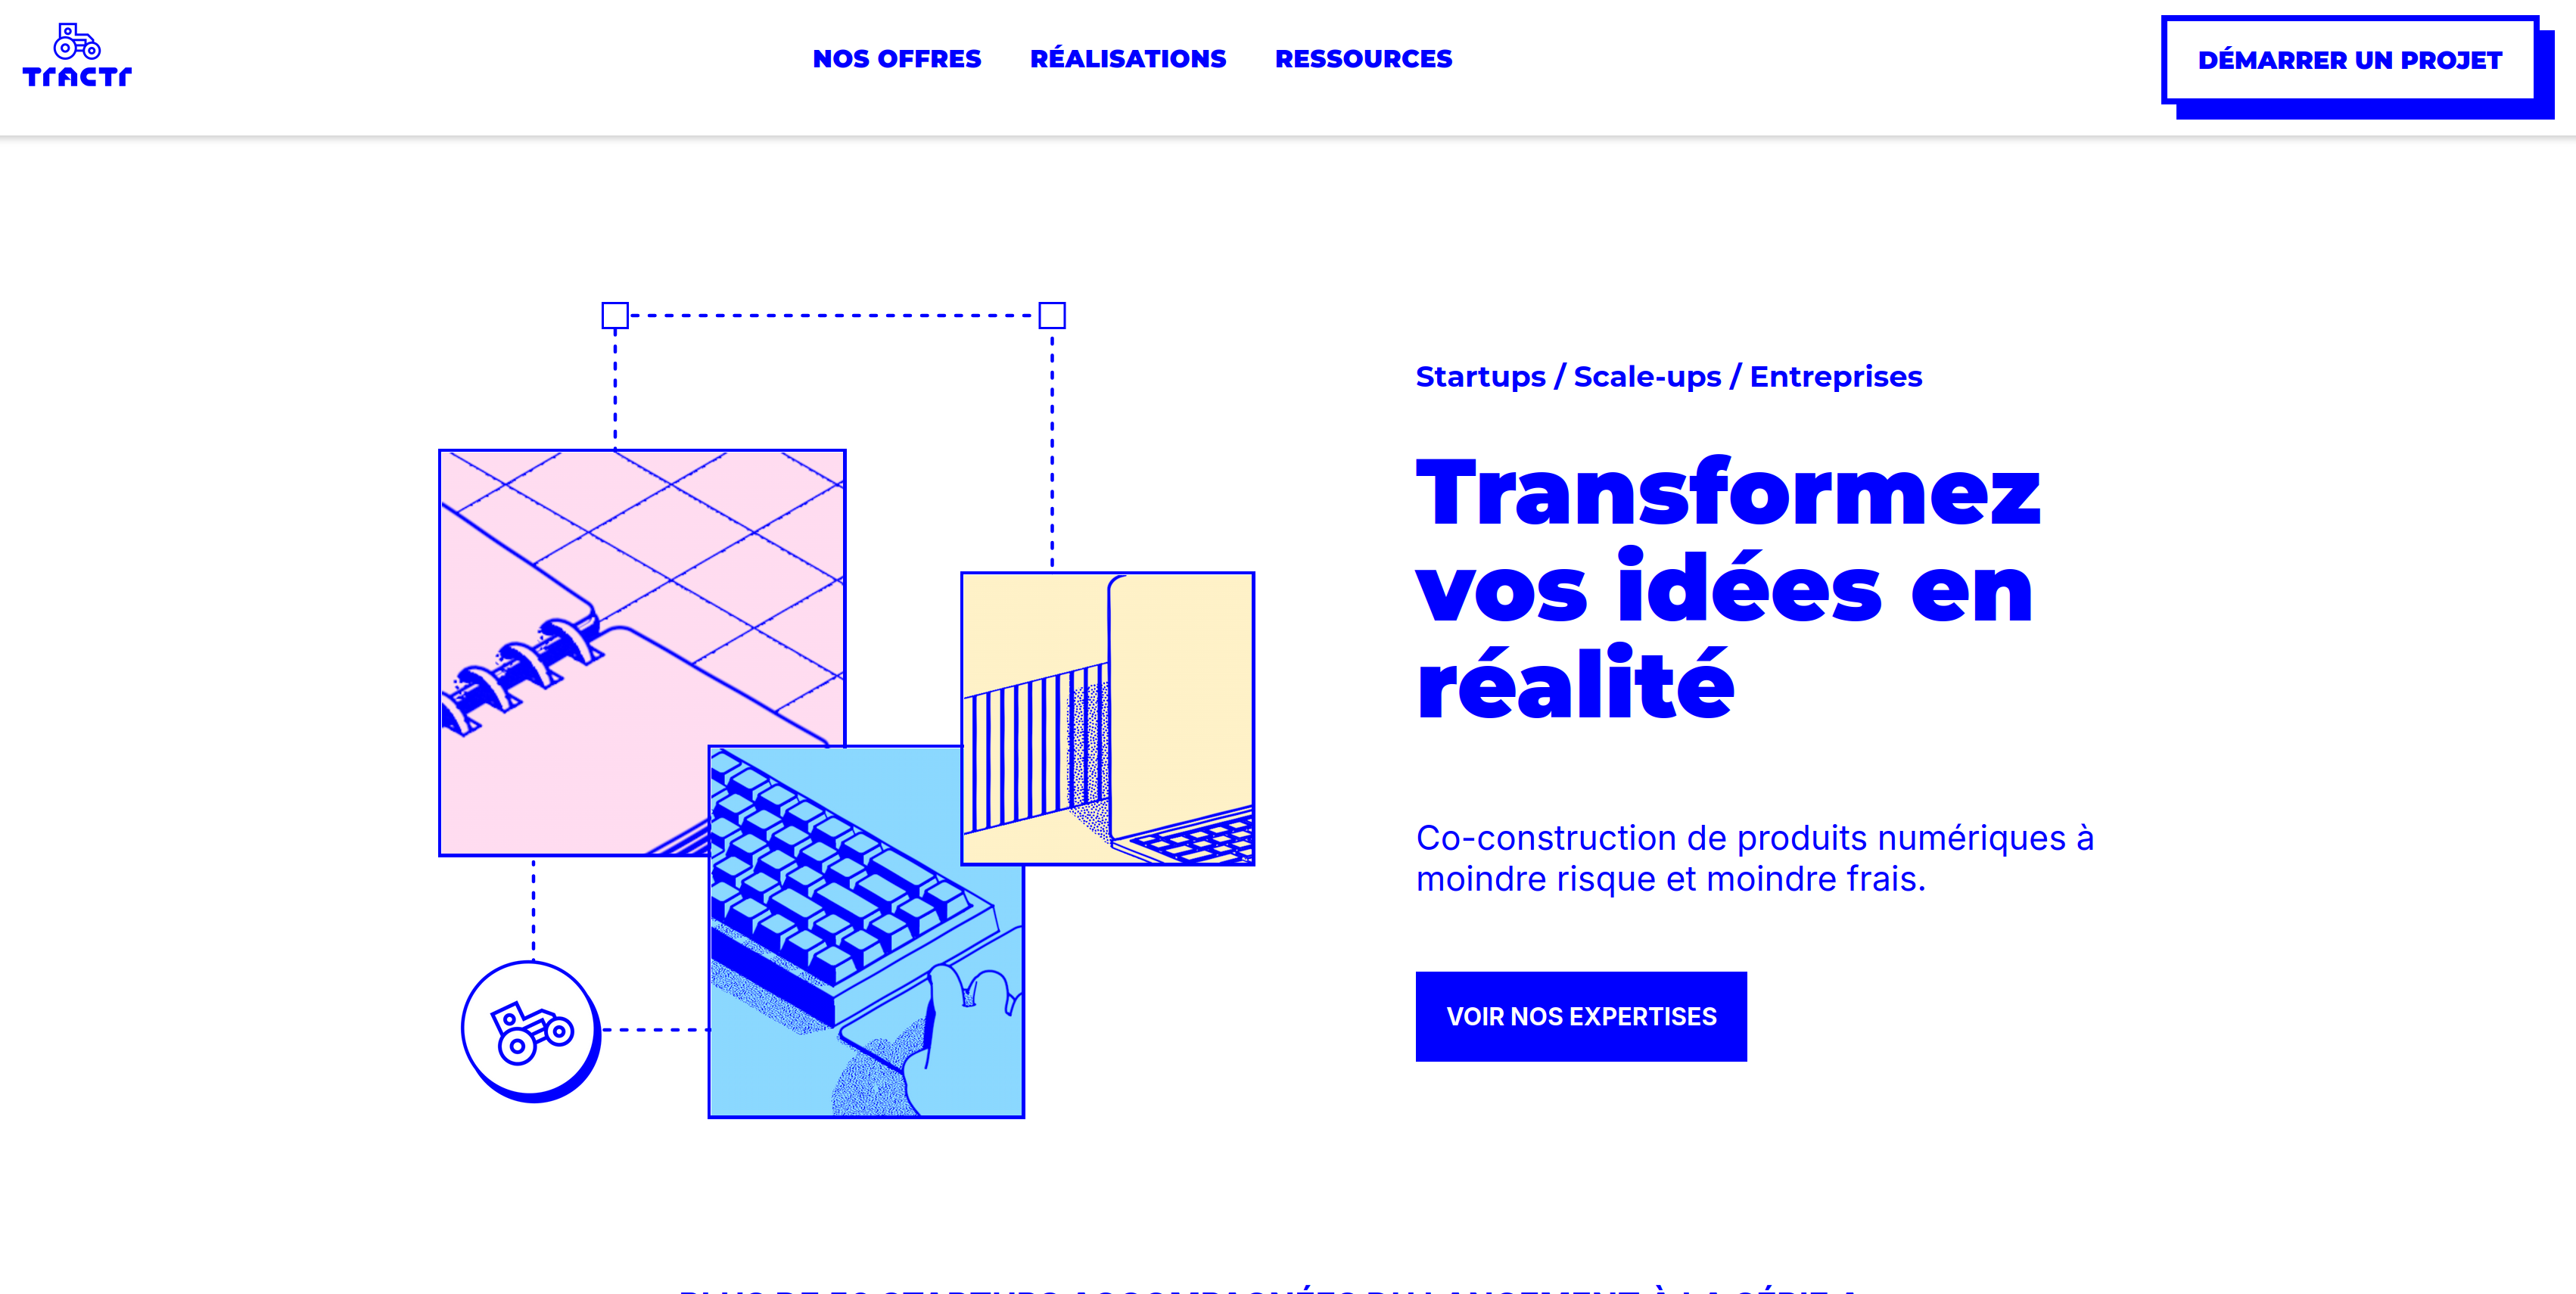 TRACTR
NOS OFFRES
RÉALISATIONS
RESSOURCES
DÉMARRER UN PROJET
Startups / Scale-ups / Entreprises
Transformez
vos idées en
réalité
Co-construction de produits numériques à
moindre risque et moindre frais.
VOIR NOS EXPERTISES